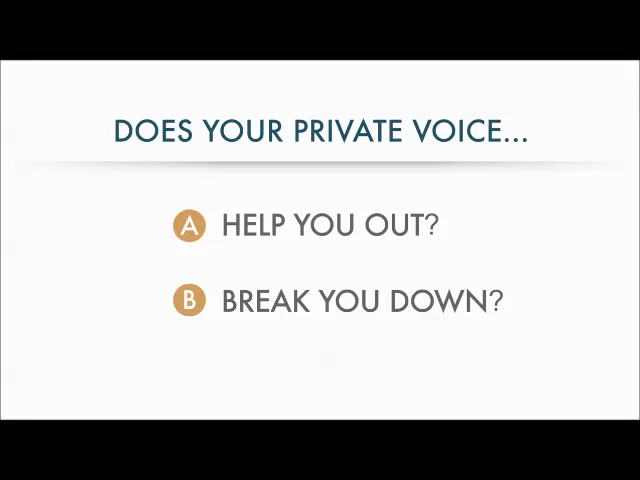 DOES YOUR PRIVATE VOICE...
A HELP YOU OUT?
B BREAK YOU DOWN?